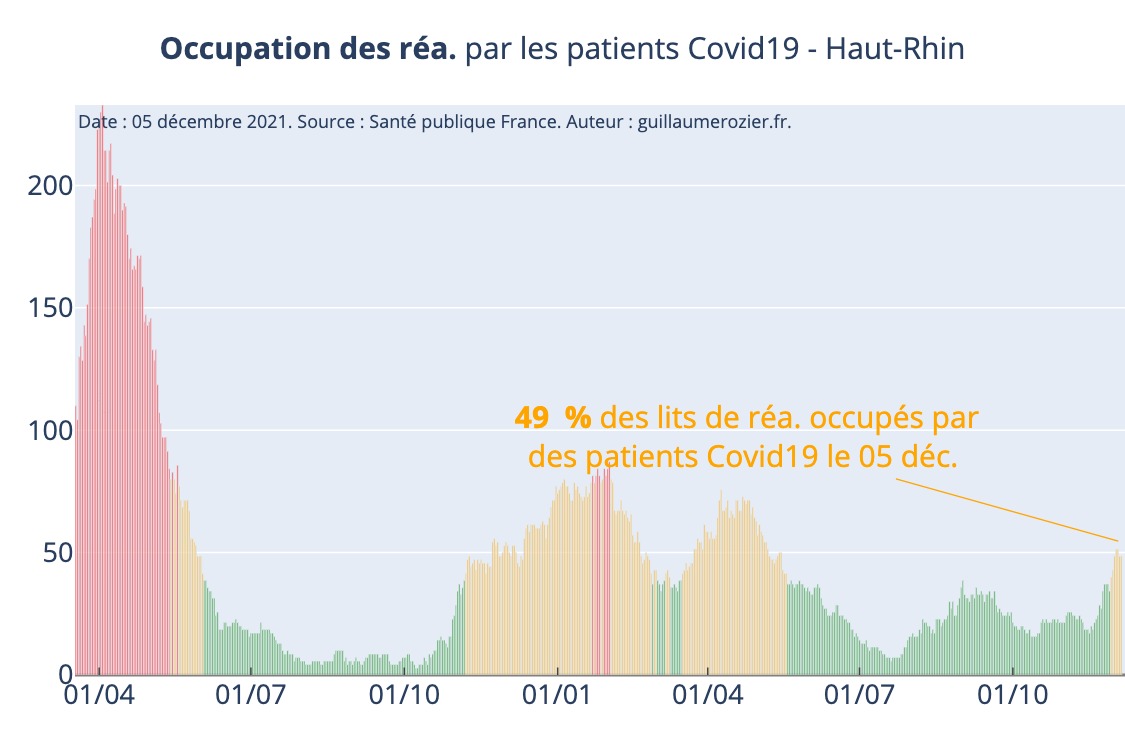 Occupation des réa. par les patients Covid19 - Haut-Rhin
Date : 05 décembre 2021. Source : Santé publique France. Auteur : guillaumerozier.fr.
200
150
100
50
0
49 % des lits de réa. occupés par
des patients Covid19 le 05 déc.
01/04 01/07 01/10 01/01 01/04 01/07 01/10